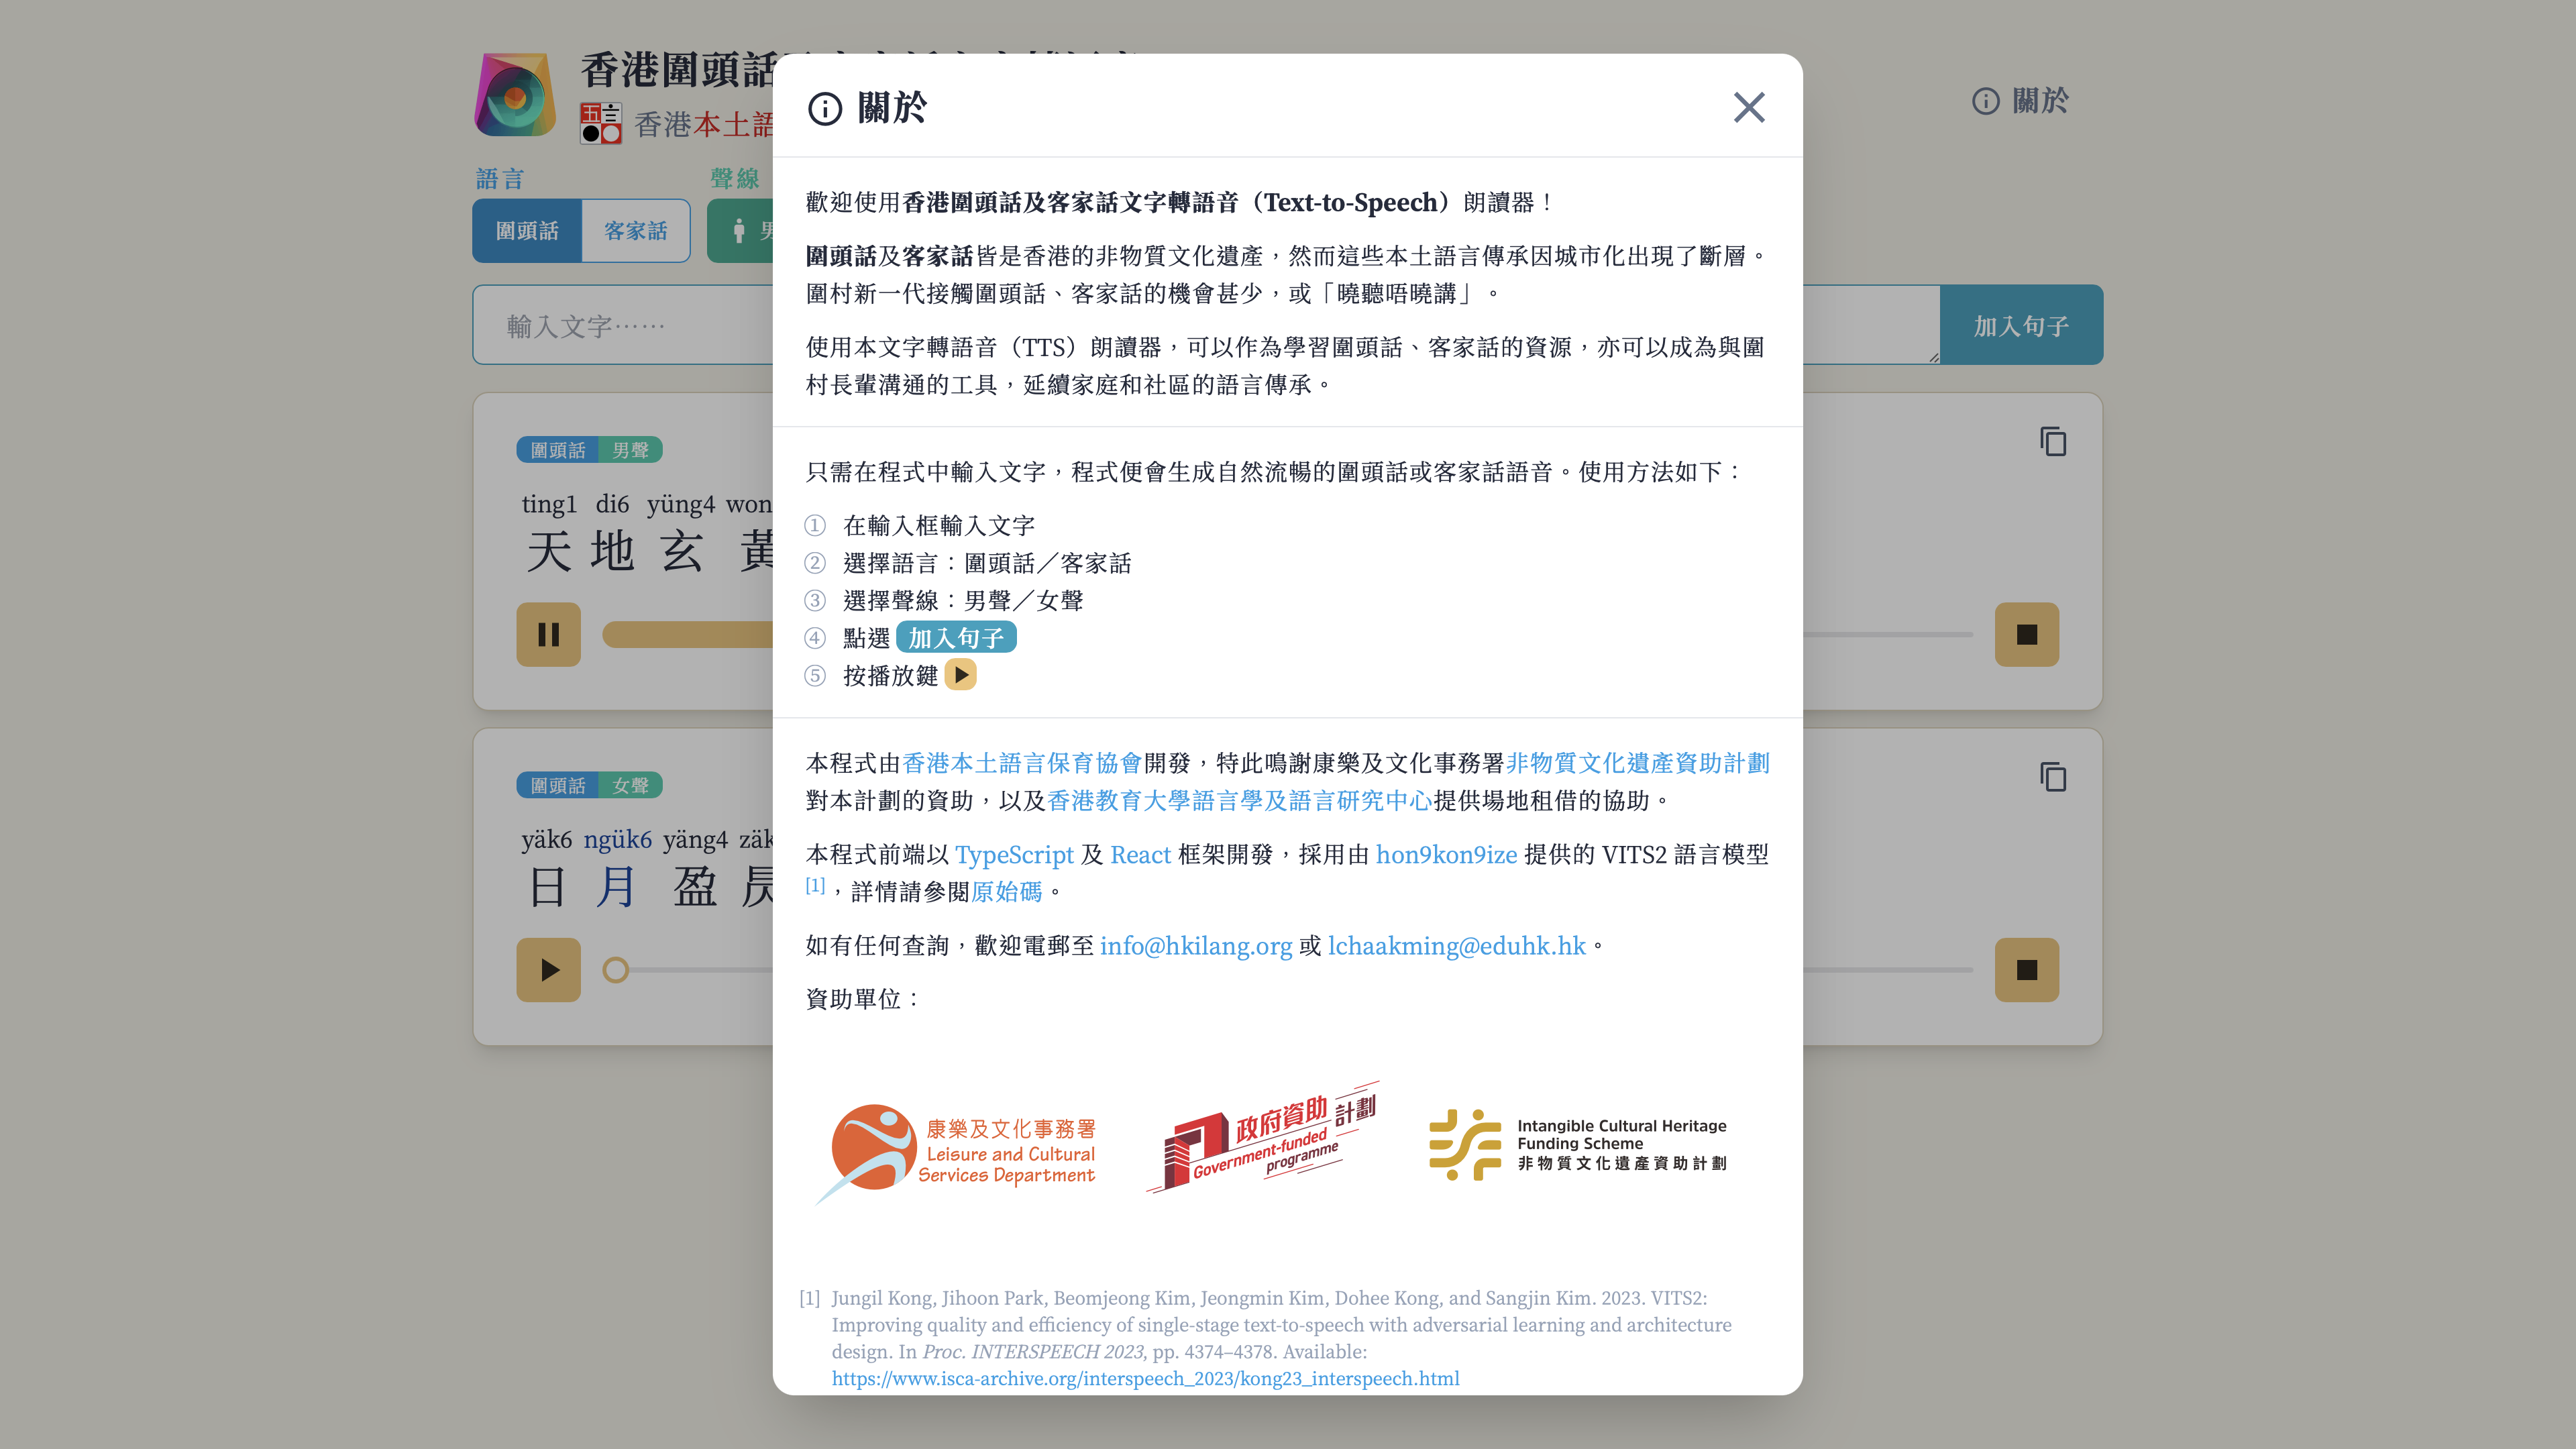 香港圍頭話
香港本土語
關於
語言
聲線
圍頭話
客家話
輸入文字……
加入句子
圍頭話 男聲
ting1 di6 yüng4 won
天 地 玄 黃
圍頭話 女聲
yäk6 ngük6 yäng4 zäk
日 月 盈 昃
關於
歡迎使用香港圍頭話及客家話文字轉語音（Text-to-Speech）朗讀器！
圍頭話及客家話皆是香港的非物質文化遺產，然而這些本土語言傳承因城市化出現了斷層。
圍村新一代接觸圍頭話、客家話的機會甚少，或「曉聽唔曉講」。
使用本文字轉語音（TTS）朗讀器，可以作為學習圍頭話、客家話的資源，亦可以成為與圍
村長輩溝通的工具，延續家庭和社區的語言傳承。
只需在程式中輸入文字，程式便會生成自然流暢的圍頭話或客家話語音。使用方法如下：
① 在輸入框輸入文字
② 選擇語言：圍頭話／客家話
③ 選擇聲線：男聲／女聲
④ 點選 加入句子
⑤ 按播放鍵
本程式由香港本土語言保育協會開發，特此鳴謝康樂及文化事務署非物質文化遺產資助計劃
對本計劃的資助，以及香港教育大學語言學及語言研究中心提供場地租借的協助。
本程式前端以 TypeScript 及 React 框架開發，採用由 hon9kon9ize 提供的 VITS2 語言模型
[1]，詳情請參閱原始碼。
如有任何查詢，歡迎電郵至 info@hkilang.org 或 lchaakming@eduhk.hk。
資助單位：
康樂及文化事務署
Leisure and Cultural
Services Department
政府資助計劃
Government-funded
programme
Intangible Cultural Heritage
Funding Scheme
非物質文化遺產資助計劃
[1] Jungil Kong, Jihoon Park, Beomjeong Kim, Jeongmin Kim, Dohee Kong, and Sangjin Kim. 2023. VITS2:
Improving quality and efficiency of single-stage text-to-speech with adversarial learning and architecture
design. In Proc. INTERSPEECH 2023, pp. 4374–4378. Available:
https://www.isca-archive.org/interspeech_2023/kong23_interspeech.html